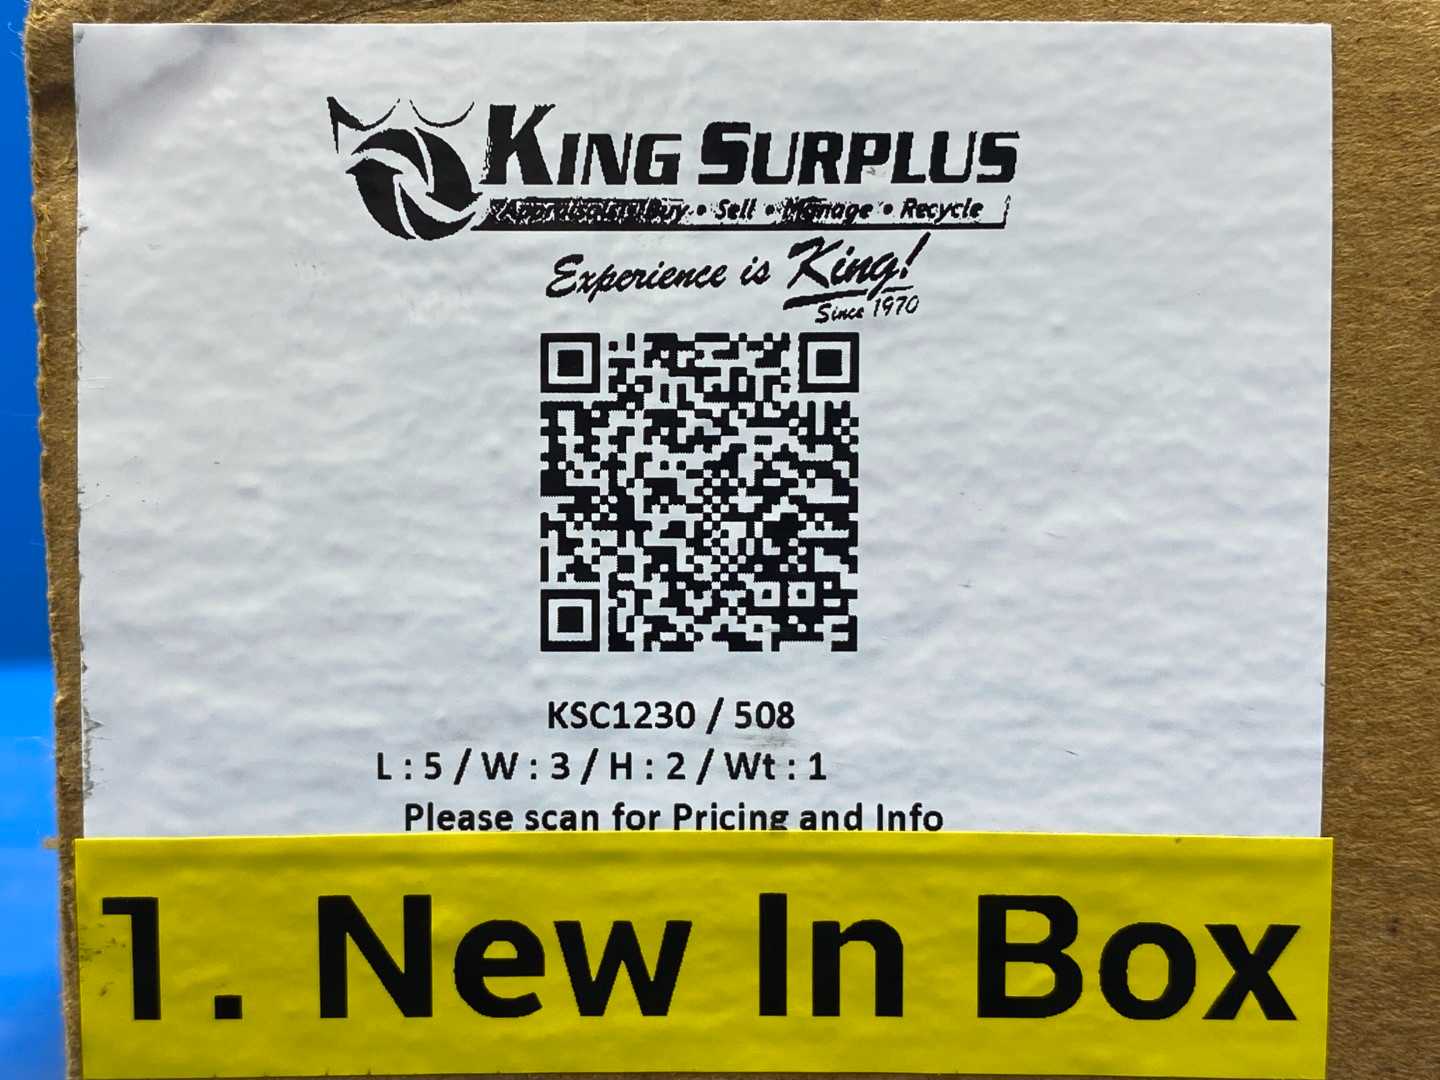 KING SURPLUS
Appraisals • Buy • Sell • Manage • Recycle
Experience is King!
Since 1970
KSC1230 / 508
L : 5 / W : 3 / H : 2 / Wt : 1
Please scan for Pricing and Info
1. New In Box